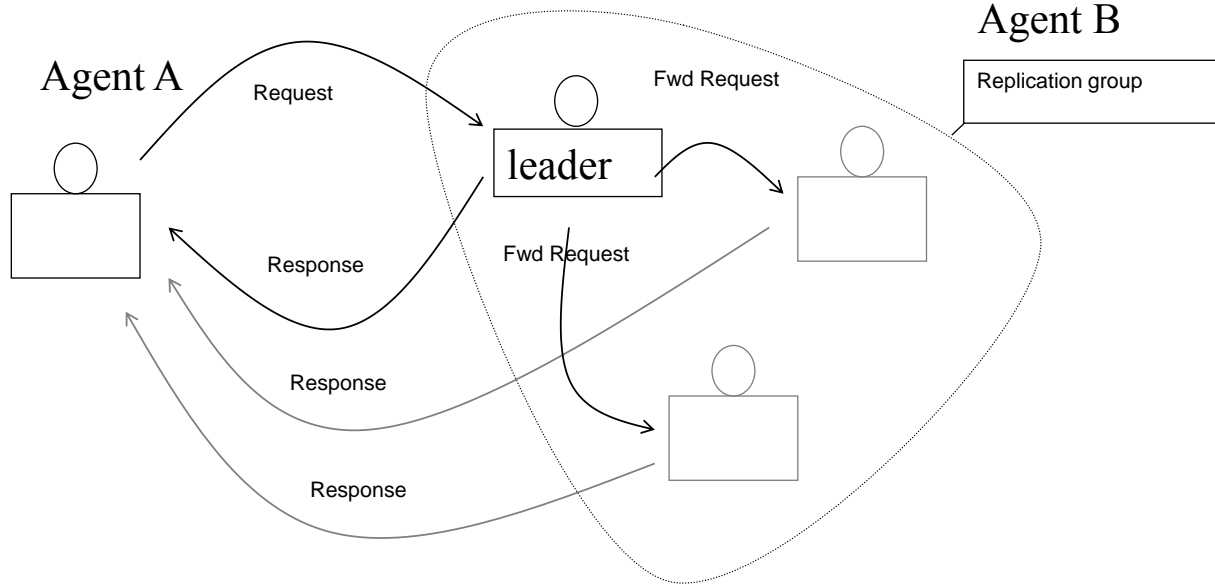 Agent B
Agent A
Replication group
Fwd Request
Request
leader
Fwd Request
Response
Response
Response